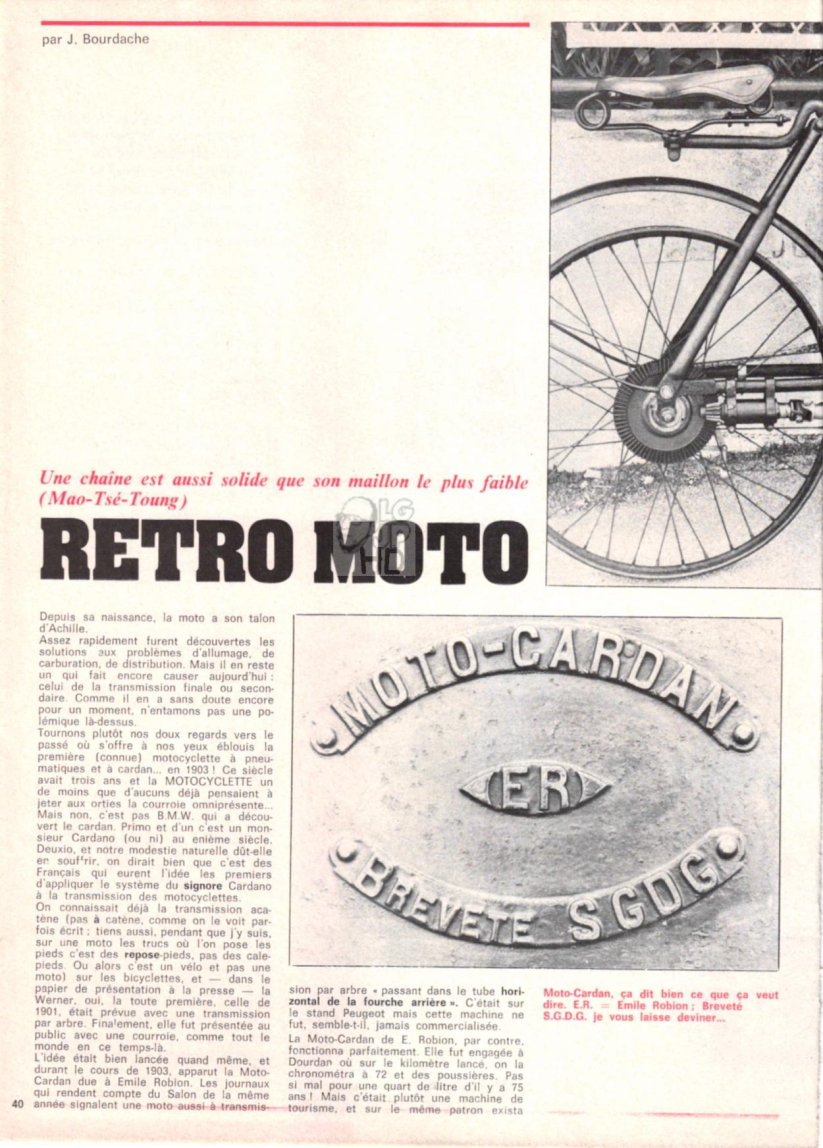 par J. Bourdache
Une chaîne est aussi solide que son maillon le plus faible
(Mao-Tsé-Toung)
RETRO MOTO
Depuis sa naissance, la moto a son talon
d'Achille.
Assez rapidement furent découvertes les
solutions aux problèmes d'allumage, de
carburation, de distribution. Mais il en reste
un qui fait encore causer aujourd'hui :
celui de la transmission finale ou secon-
daire. Comme il en a sans doute encore
pour un moment, n'entamons pas une po-
lémique là-dessus.
Tournons plutôt nos doux regards vers le
passé où s'offre à nos yeux éblouis la
première (connue) motocyclette à pneu-
matiques et à cardan... en 1903 ! Ce siècle
avait trois ans et la MOTOCYCLETTE un
de moins que d'aucuns déjà pensaient à
jeter aux orties la courroie omniprésente...
Mais non, c'est pas B.M.W. qui a décou-
vert le cardan. Primo et d'un c'est un mon-
sieur Cardano (ou ni) au enième siècle.
Deuxio, et notre modestie naturelle dût-elle
en souffrir, on dirait bien que c'est des
Français qui eurent l'idée les premiers
d'appliquer le système du signore Cardano
à la transmission des motocyclettes.
On connaissait déjà la transmission aca-
tène (pas à catène, comme on le voit par-
fois écrit ; tiens aussi, pendant que j'y suis,
sur une moto les trucs où l'on pose les
pieds c'est des repose-pieds, pas des cale-
pieds. Ou alors c'est un vélo et pas une
moto) sur les bicyclettes, et — dans le
papier de présentation à la presse — la
Werner, oui, la toute première, celle de
1901, était prévue avec une transmission
par arbre. Finalement, elle fut présentée au
public avec une courroie, comme tout le
monde en ce temps-là.
L'idée était bien lancée quand même, et
durant le cours de 1903, apparut la Moto-
Cardan due à Emile Robion. Les journaux
qui rendent compte du Salon de la même
année signalent une moto aussi à transmis-
40
MOTO-CARDAN
ER
BREVETE SGDG
sion par arbre « passant dans le tube hori-
zontal de la fourche arrière ». C'était sur
le stand Peugeot mais cette machine ne
fut, semble-t-il, jamais commercialisée.
La Moto-Cardan de E. Robion, par contre,
fonctionna parfaitement. Elle fut engagée à
Dourdan où sur le kilomètre lancé, on la
chronométra à 72 et des poussières. Pas
si mal pour une quart de litre d'il y a 75
ans ! Mais c'était plutôt une machine de
tourisme, et sur le même patron exista
Moto-Cardan, ça dit bien ce que ça veut
dire. E.R. = Emile Robion ; Breveté
S.G.D.G. je vous laisse deviner...